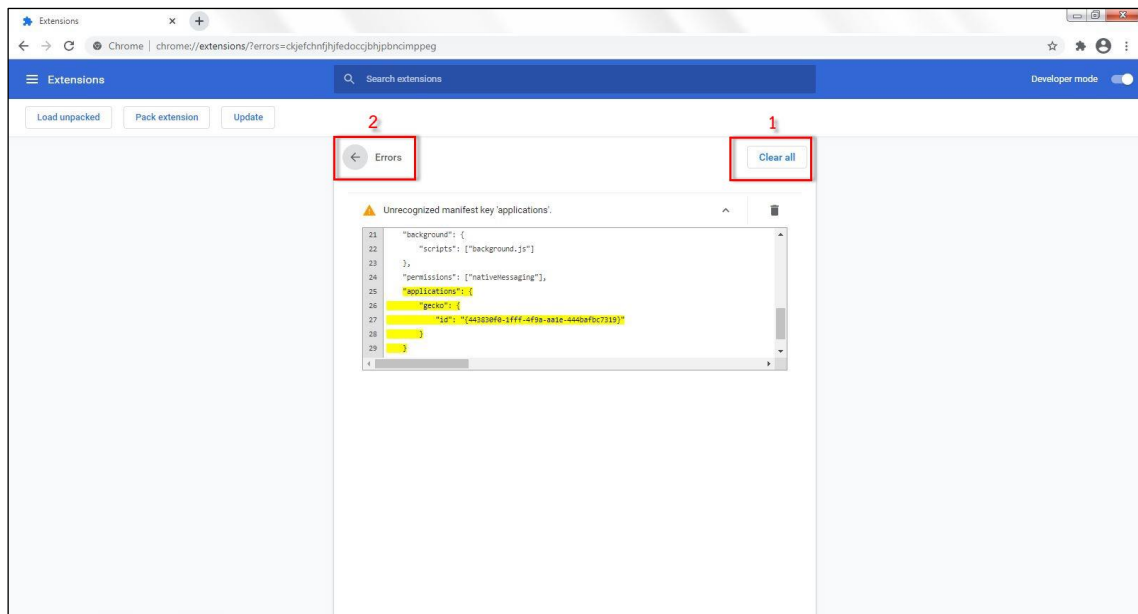 Extensions
Chrome | chrome://extensions/?errors=ckjefchnfjhjfedoccjbhjpbncimppeg
Extensions
Search extensions
Developer mode
Load unpacked
Pack extension
Update
2
1
Errors
Clear all
Unrecognized manifest key 'applications'.
21 "background": {
22 "scripts": ["background.js"]
23 },
24 "permissions": ["nativeMessaging"],
25 "applications": {
26 "gecko": {
27 "id": "{443830f0-1fff-4f9a-aa1e-444bafbc7319}"
28 }
29 }